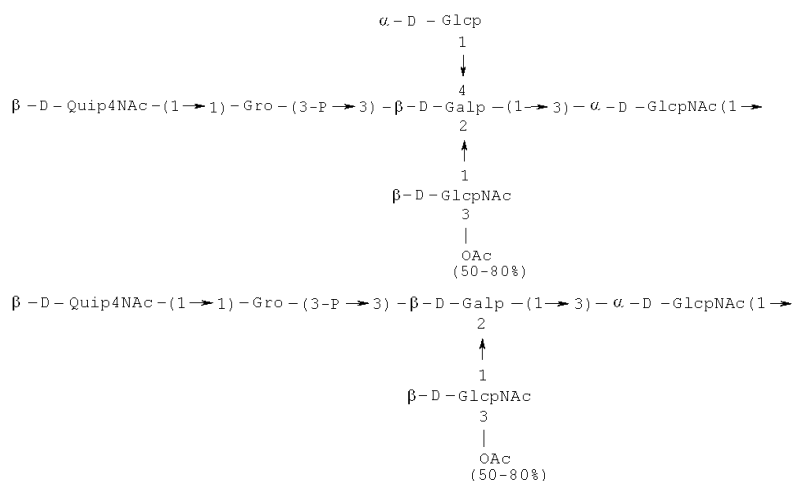 α-D-Glcp
1
↓
4
β-D-Quip4NAc-(1→1)-Gro-(3-P→3)-β-D-Galp-(1→3)-α-D-GlcpNAc(1→
2
↑
1
β-D-GlcpNAc
3
|
OAc
(50-80%)
β-D-Quip4NAc-(1→1)-Gro-(3-P→3)-β-D-Galp-(1→3)-α-D-GlcpNAc(1→
2
↑
1
β-D-GlcpNAc
3
|
OAc
(50-80%)